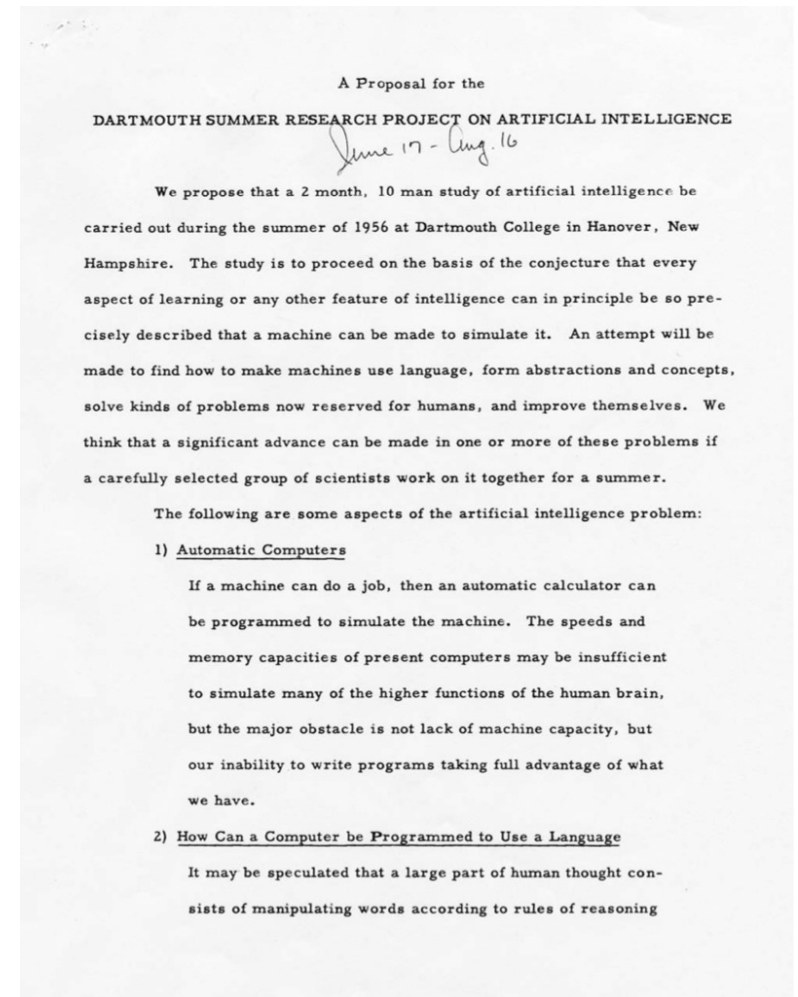 A Proposal for the
DARTMOUTH SUMMER RESEARCH PROJECT ON ARTIFICIAL INTELLIGENCE
June 17 - Aug. 16
We propose that a 2 month, 10 man study of artificial intelligence be
carried out during the summer of 1956 at Dartmouth College in Hanover, New
Hampshire. The study is to proceed on the basis of the conjecture that every
aspect of learning or any other feature of intelligence can in principle be so pre-
cisely described that a machine can be made to simulate it. An attempt will be
made to find how to make machines use language, form abstractions and concepts,
solve kinds of problems now reserved for humans, and improve themselves. We
think that a significant advance can be made in one or more of these problems if
a carefully selected group of scientists work on it together for a summer.
The following are some aspects of the artificial intelligence problem:
1) Automatic Computers
If a machine can do a job, then an automatic calculator can
be programmed to simulate the machine. The speeds and
memory capacities of present computers may be insufficient
to simulate many of the higher functions of the human brain,
but the major obstacle is not lack of machine capacity, but
our inability to write programs taking full advantage of what
we have.
2) How Can a Computer be Programmed to Use a Language
It may be speculated that a large part of human thought con-
sists of manipulating words according to rules of reasoning